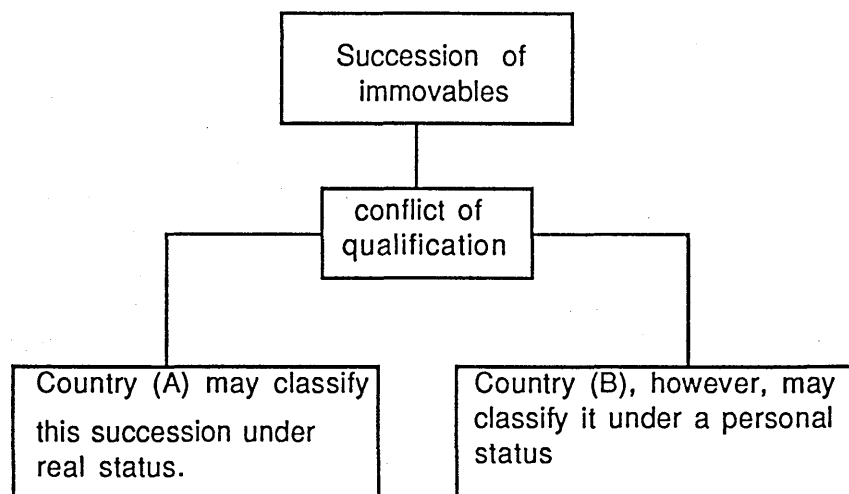 Succession of
immovables
conflict of
qualification
Country (A) may classify
this succession under
real status.
Country (B), however, may
classify it under a personal
status